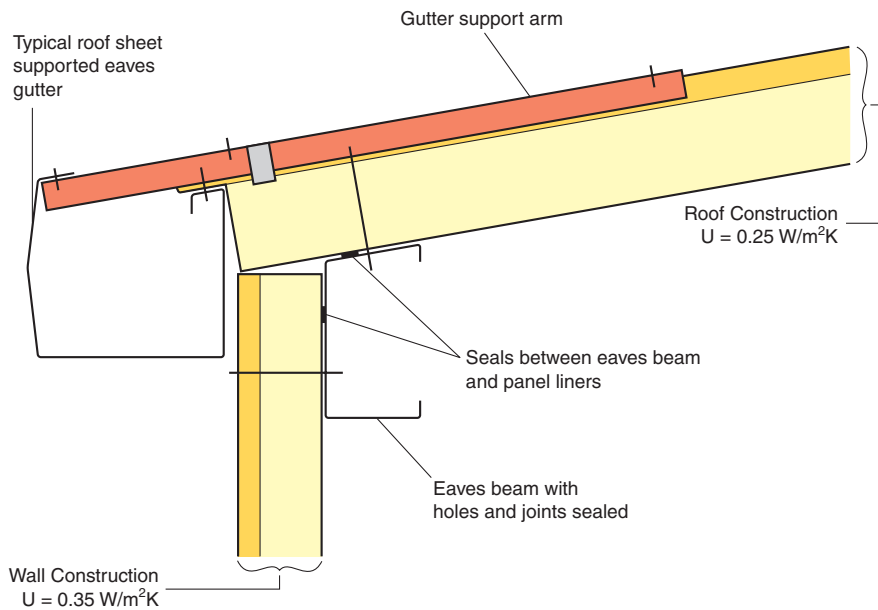 Typical roof sheet
supported eaves
gutter
Gutter support arm
Roof Construction
U = 0.25 W/m²K
Seals between eaves beam
and panel liners
Eaves beam with
holes and joints sealed
Wall Construction
U = 0.35 W/m²K